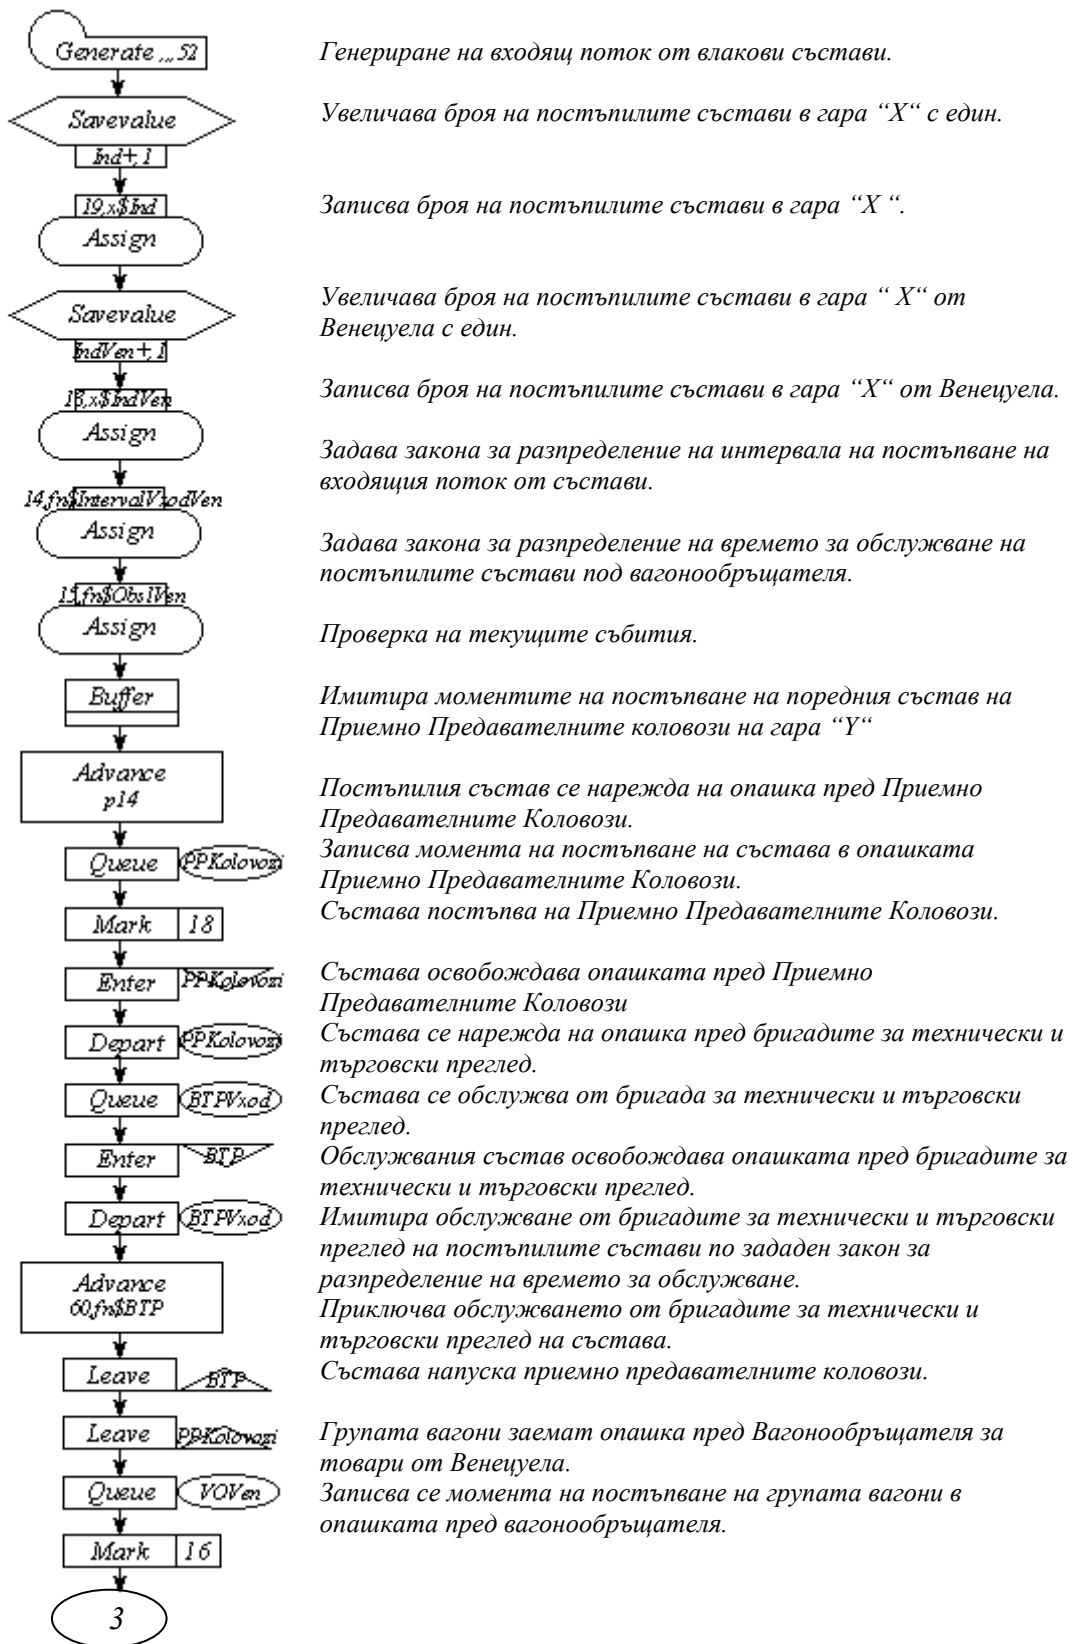 Generate ,,, 52
Генериране на входящ поток от влакови състави.
Savevalue
Увеличава броя на постъпилите състави в гара “X“ с един.
Ind+, 1
19,x$Ind
Записва броя на постъпилите състави в гара “X “.
Assign
Savevalue
Увеличава броя на постъпилите състави в гара “ X“ от
Венецуела с един.
IndVen+, 1
Записва броя на постъпилите състави в гара “X“ от Венецуела.
Assign
Задава закона за разпределение на интервала на постъпване на
входящия поток от състави.
14,fn$IntervalVxodVen
Assign
Задава закона за разпределение на времето за обслужване на
постъпилите състави под вагонообръщателя.
15,fn$ObslVen
Assign
Проверка на текущите събития.
Buffer
Имитира моментите на постъпване на поредния състав на
Приемно Предавателните коловози на гара “Y“
Advance
p14
Постъпилия състав се нарежда на опашка пред Приемно
Предавателните Коловози.
Queue PPKolovozi
Записва момента на постъпване на състава в опашката
Приемно Предавателните Коловози.
Mark 18
Състава постъпва на Приемно Предавателните Коловози.
Enter PPKolovozi
Състава освобождава опашката пред Приемно
Предавателните Коловози
Depart PPKolovozi
Състава се нарежда на опашка пред бригадите за технически и
търговски преглед.
Queue BTPVxod
Състава се обслужва от бригада за технически и търговски
преглед.
Enter BTP
Обслужвания състав освобождава опашката пред бригадите за
технически и търговски преглед.
Depart BTPVxod
Имитира обслужване от бригадите за технически и търговски
преглед на постъпилите състави по зададен закон за
разпределение на времето за обслужване.
Advance
60,fn$BTP
Приключва обслужването от бригадите за технически и
търговски преглед на състава.
Leave BTP
Състава напуска приемно предавателните коловози.
Leave PPKolovozi
Групата вагони заемат опашка пред Вагонообръщателя за
товари от Венецуела.
Queue VOVen
Записва се момента на постъпване на групата вагони в
опашката пред вагонообръщателя.
Mark 16
3